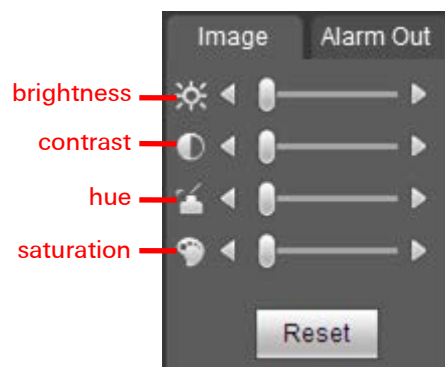 Image Alarm Out
brightness
contrast
hue
saturation
Reset